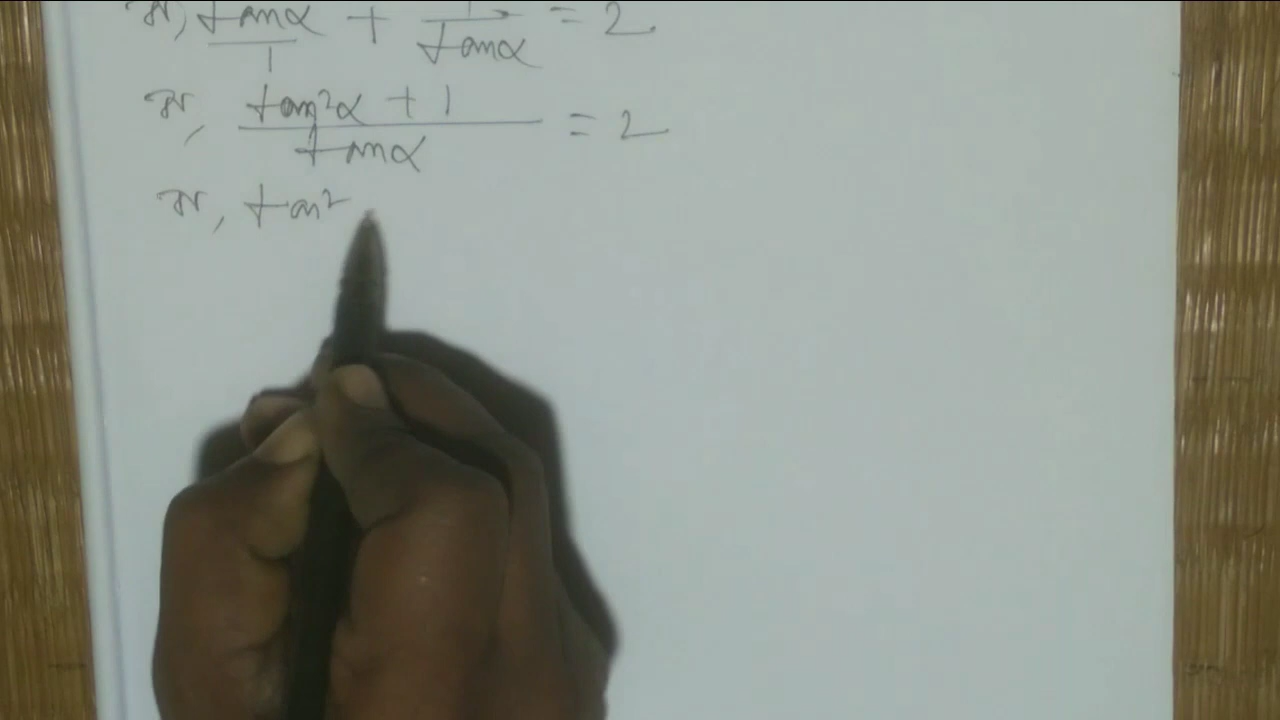 বা, tanα/1 + 1/tanα = 2
বা, (tan²α + 1)/tanα = 2
বা, tan²